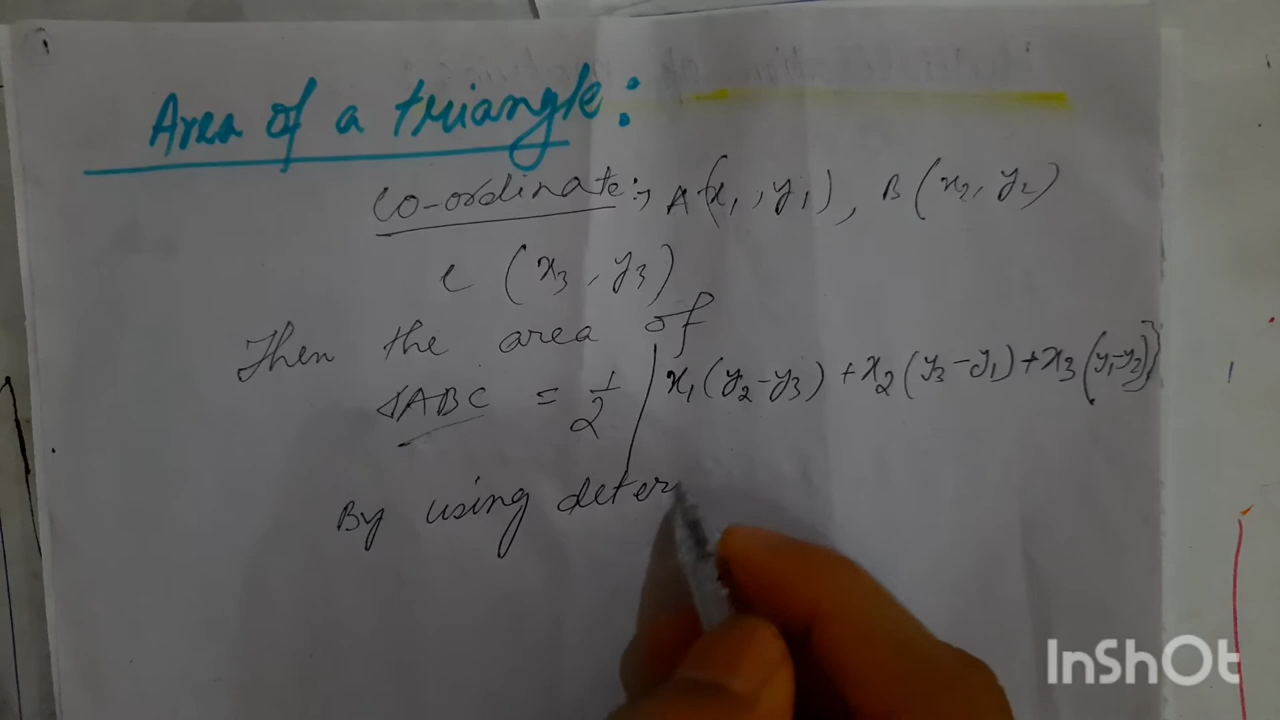 Area of a triangle:
Co-ordinate:, A(x₁, y₁), B(x₂, y₂)
C (x₃, y₃)
Then the area of
△ABC = 1/2 | x₁(y₂-y₃) + x₂(y₃-y₁) + x₃(y₁-y₂)}
By using deter
InShOt